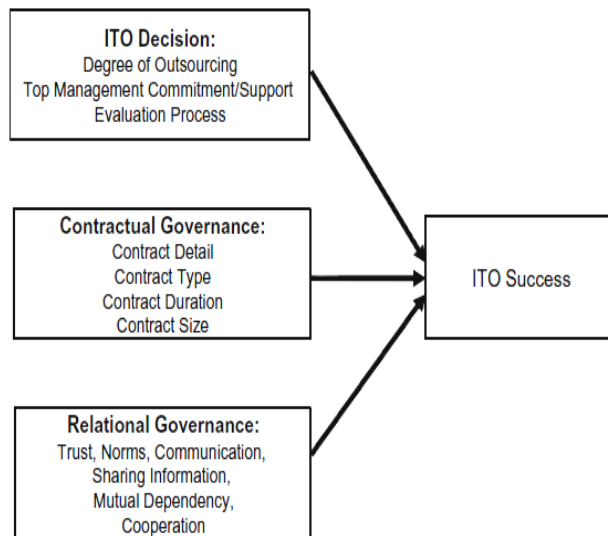 ITO Decision:
Degree of Outsourcing
Top Management Commitment/Support
Evaluation Process
Contractual Governance:
Contract Detail
Contract Type
Contract Duration
Contract Size
ITO Success
Relational Governance:
Trust, Norms, Communication,
Sharing Information,
Mutual Dependency,
Cooperation